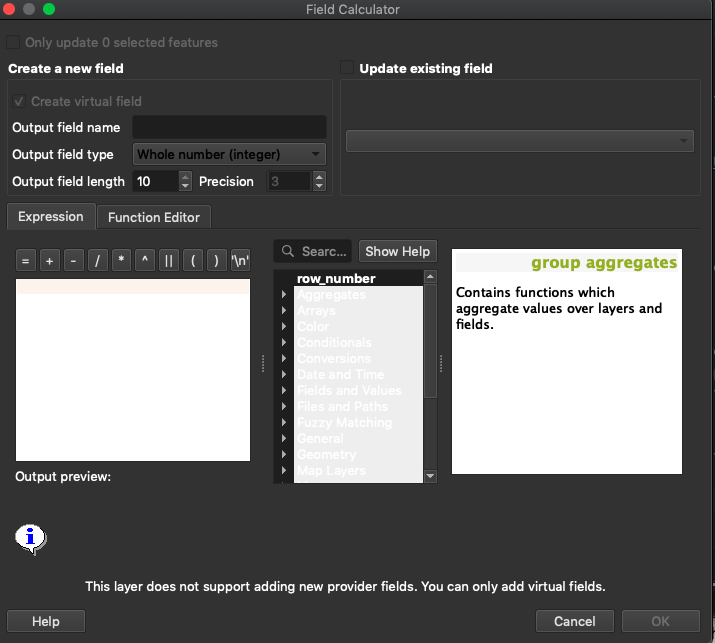 Field Calculator
Only update 0 selected features
Create a new field
Update existing field
Create virtual field
Output field name
Output field type Whole number (integer)
Output field length 10 Precision 3
Expression Function Editor
= + - / * ^ || ( ) '\n'
Searc... Show Help
row_number
Aggregates
Arrays
Color
Conditionals
Conversions
Date and Time
Fields and Values
Files and Paths
Fuzzy Matching
General
Geometry
Map Layers
group aggregates
Contains functions which
aggregate values over layers and
fields.
Output preview:
This layer does not support adding new provider fields. You can only add virtual fields.
Help Cancel OK